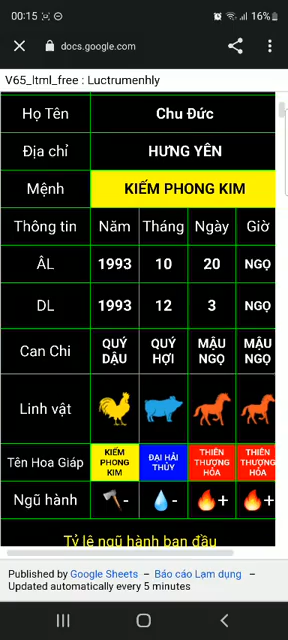 00:15
16%
docs.google.com
V65_ltml_free : Luctrumenhly
Họ Tên Chu Đức
Địa chỉ HƯNG YÊN
Mệnh KIẾM PHONG KIM
Thông tin Năm Tháng Ngày Giờ
ÂL 1993 10 20 NGỌ
DL 1993 12 3 NGỌ
Can Chi QUÝ DẬU QUÝ HỢI MẬU NGỌ MẬU NGỌ
Linh vật
Tên Hoa Giáp KIẾM PHONG KIM ĐẠI HẢI THỦY THIÊN THƯỢNG HỎA THIÊN THƯỢNG HỎA
Ngũ hành - - + +
Tỷ lệ ngũ hành ban đầu
Published by Google Sheets – Báo cáo Lạm dụng –
Updated automatically every 5 minutes